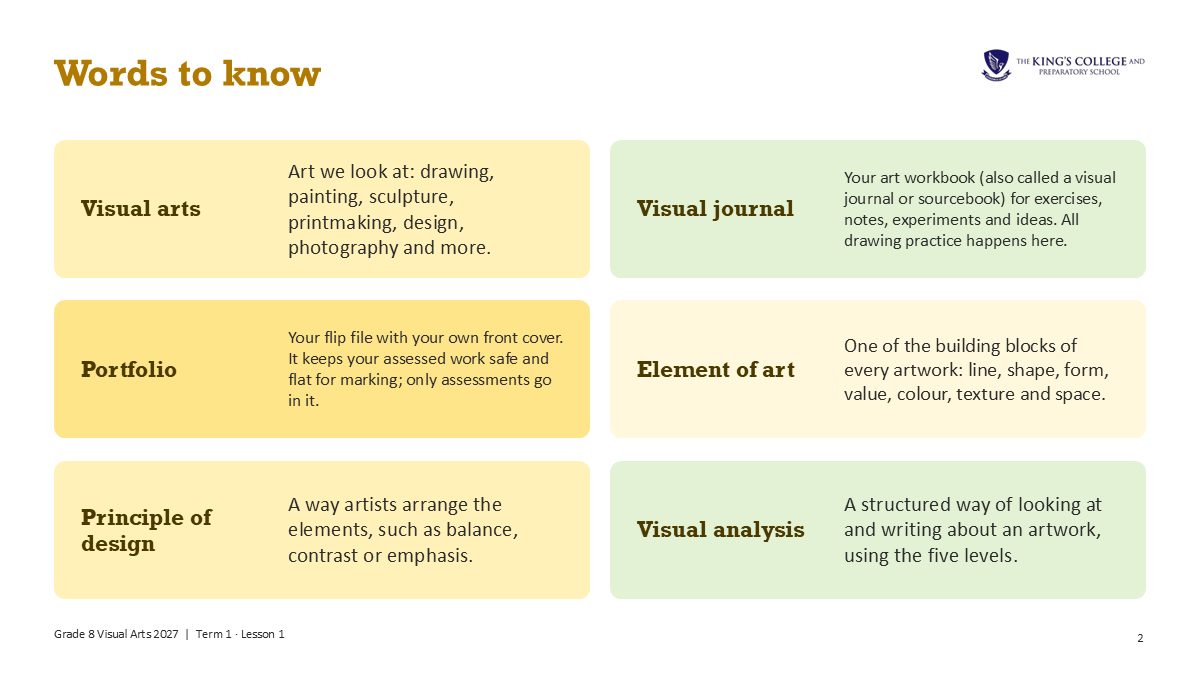 Words to know
THE KING'S COLLEGE AND
PREPARATORY SCHOOL
Visual arts
Art we look at: drawing,
painting, sculpture,
printmaking, design,
photography and more.
Visual journal
Your art workbook (also called a visual
journal or sourcebook) for exercises,
notes, experiments and ideas. All
drawing practice happens here.
Portfolio
Your flip file with your own front cover.
It keeps your assessed work safe and
flat for marking; only assessments go
in it.
Element of art
One of the building blocks of
every artwork: line, shape, form,
value, colour, texture and space.
Principle of
design
A way artists arrange the
elements, such as balance,
contrast or emphasis.
Visual analysis
A structured way of looking at
and writing about an artwork,
using the five levels.
Grade 8 Visual Arts 2027 | Term 1 · Lesson 1
2